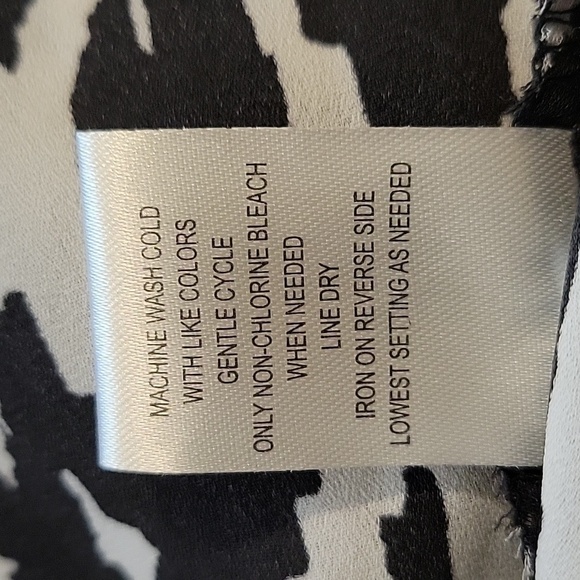 MACHINE WASH COLD
WITH LIKE COLORS
GENTLE CYCLE
ONLY NON-CHLORINE BLEACH
WHEN NEEDED
LINE DRY
IRON ON REVERSE SIDE
LOWEST SETTING AS NEEDED